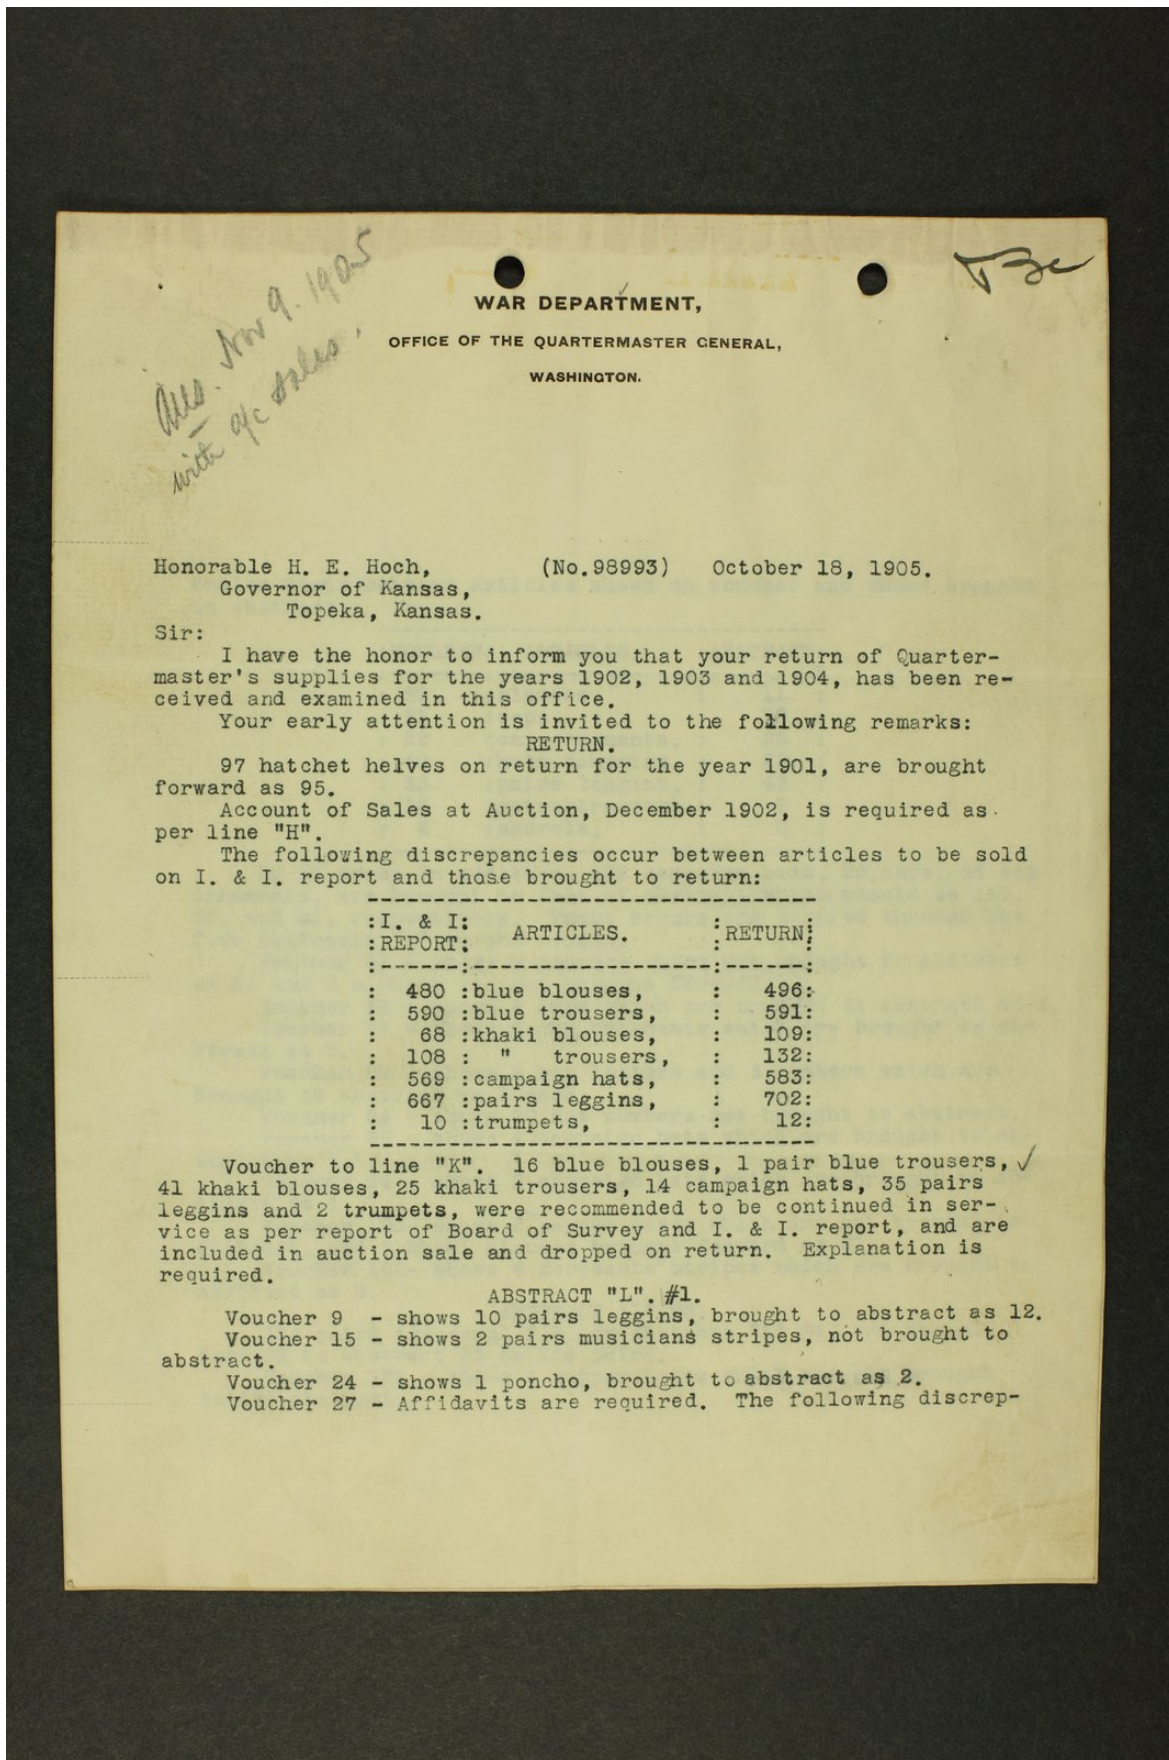 Ans. Nov 9. 1905
with a/c sales.
WAR DEPARTMENT,
OFFICE OF THE QUARTERMASTER GENERAL,
WASHINGTON.
Honorable H. E. Hoch, (No.98993) October 18, 1905.
Governor of Kansas,
Topeka, Kansas.
Sir:
I have the honor to inform you that your return of Quarter-
master's supplies for the years 1902, 1903 and 1904, has been re-
ceived and examined in this office.
Your early attention is invited to the following remarks:
RETURN.
97 hatchet helves on return for the year 1901, are brought
forward as 95.
Account of Sales at Auction, December 1902, is required as
per line "H".
The following discrepancies occur between articles to be sold
on I. & I. report and those brought to return:
:I. & I: ARTICLES. : RETURN:
:REPORT:
: 480 :blue blouses, : 496:
: 590 :blue trousers, : 591:
: 68 :khaki blouses, : 109:
: 108 : " trousers, : 132:
: 569 :campaign hats, : 583:
: 667 :pairs leggins, : 702:
: 10 :trumpets, : 12:
Voucher to line "K". 16 blue blouses, 1 pair blue trousers, ✓
41 khaki blouses, 25 khaki trousers, 14 campaign hats, 35 pairs
leggins and 2 trumpets, were recommended to be continued in ser-
vice as per report of Board of Survey and I. & I. report, and are
included in auction sale and dropped on return. Explanation is
required.
ABSTRACT "L". #1.
Voucher 9 - shows 10 pairs leggins, brought to abstract as 12.
Voucher 15 - shows 2 pairs musicians stripes, not brought to
abstract.
Voucher 24 - shows 1 poncho, brought to abstract as 2.
Voucher 27 - Affidavits are required. The following discrep-